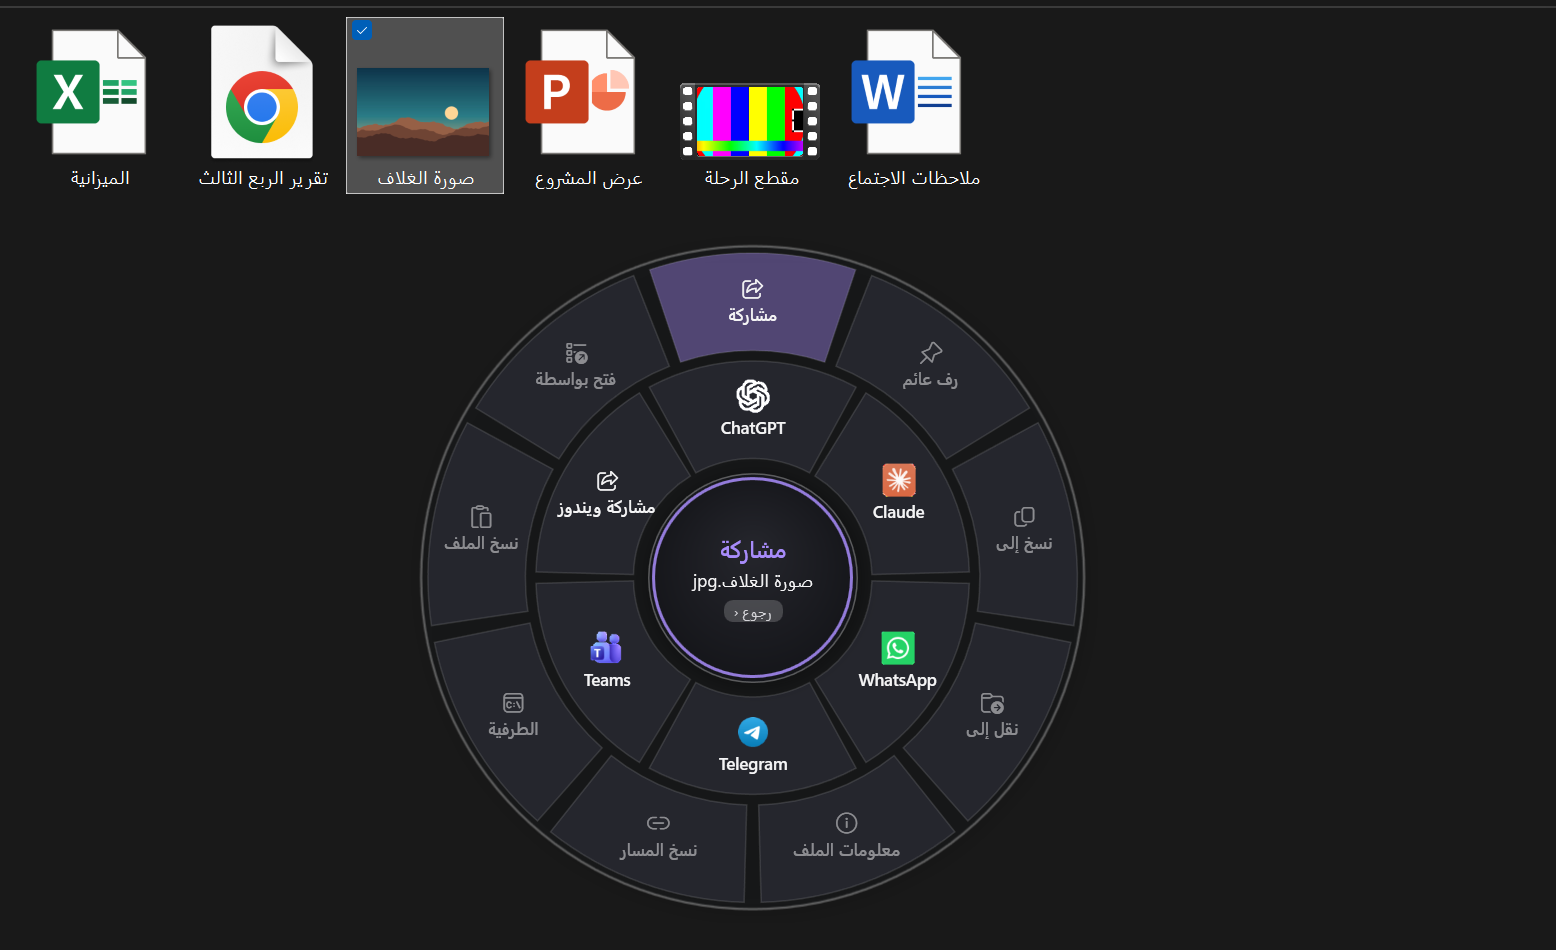 الميزانية
تقرير الربع الثالث
صورة الغلاف
عرض المشروع
مقطع الرحلة
ملاحظات الاجتماع
X
P
W
مشاركة
رف عائم
نسخ إلى
نقل إلى
معلومات الملف
نسخ المسار
الطرفية
C:\
نسخ الملف
فتح بواسطة
ChatGPT
Claude
WhatsApp
Telegram
Teams
T
مشاركة ويندوز
مشاركة
صورة الغلاف.jpg
رجوع ‹